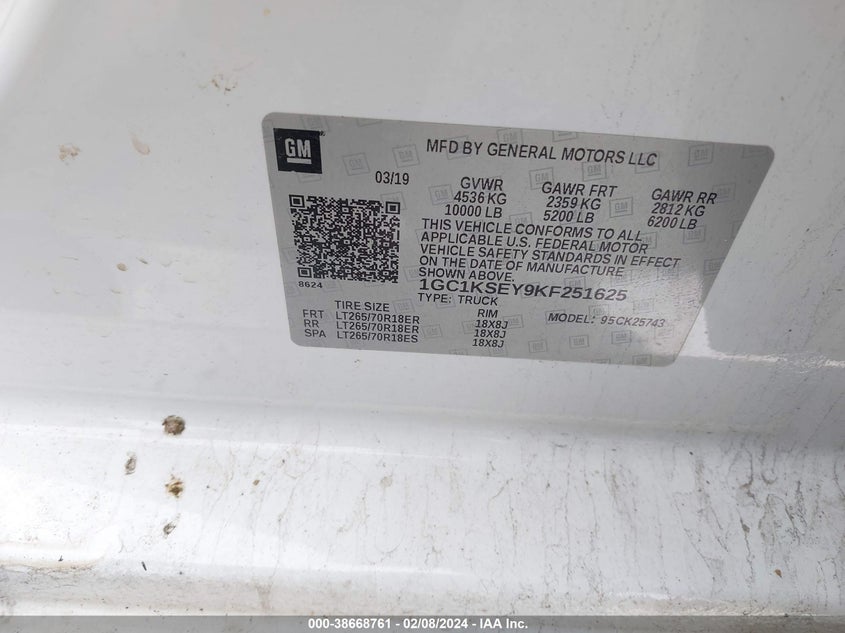 GM
MFD BY GENERAL MOTORS LLC
03/19
GVWR GAWR FRT GAWR RR
4536 KG 2359 KG 2812 KG
10000 LB 5200 LB 6200 LB
THIS VEHICLE CONFORMS TO ALL
APPLICABLE U.S. FEDERAL MOTOR
VEHICLE SAFETY STANDARDS IN EFFECT
ON THE DATE OF MANUFACTURE
SHOWN ABOVE.
8624
1GC1KSEY9KF251625
TYPE: TRUCK
TIRE SIZE RIM MODEL: 95CK25743
FRT LT265/70R18ER 18X8J
RR LT265/70R18ER 18X8J
SPA LT265/70R18ES 18X8J
000-38668761 - 02/08/2024 - IAA Inc.